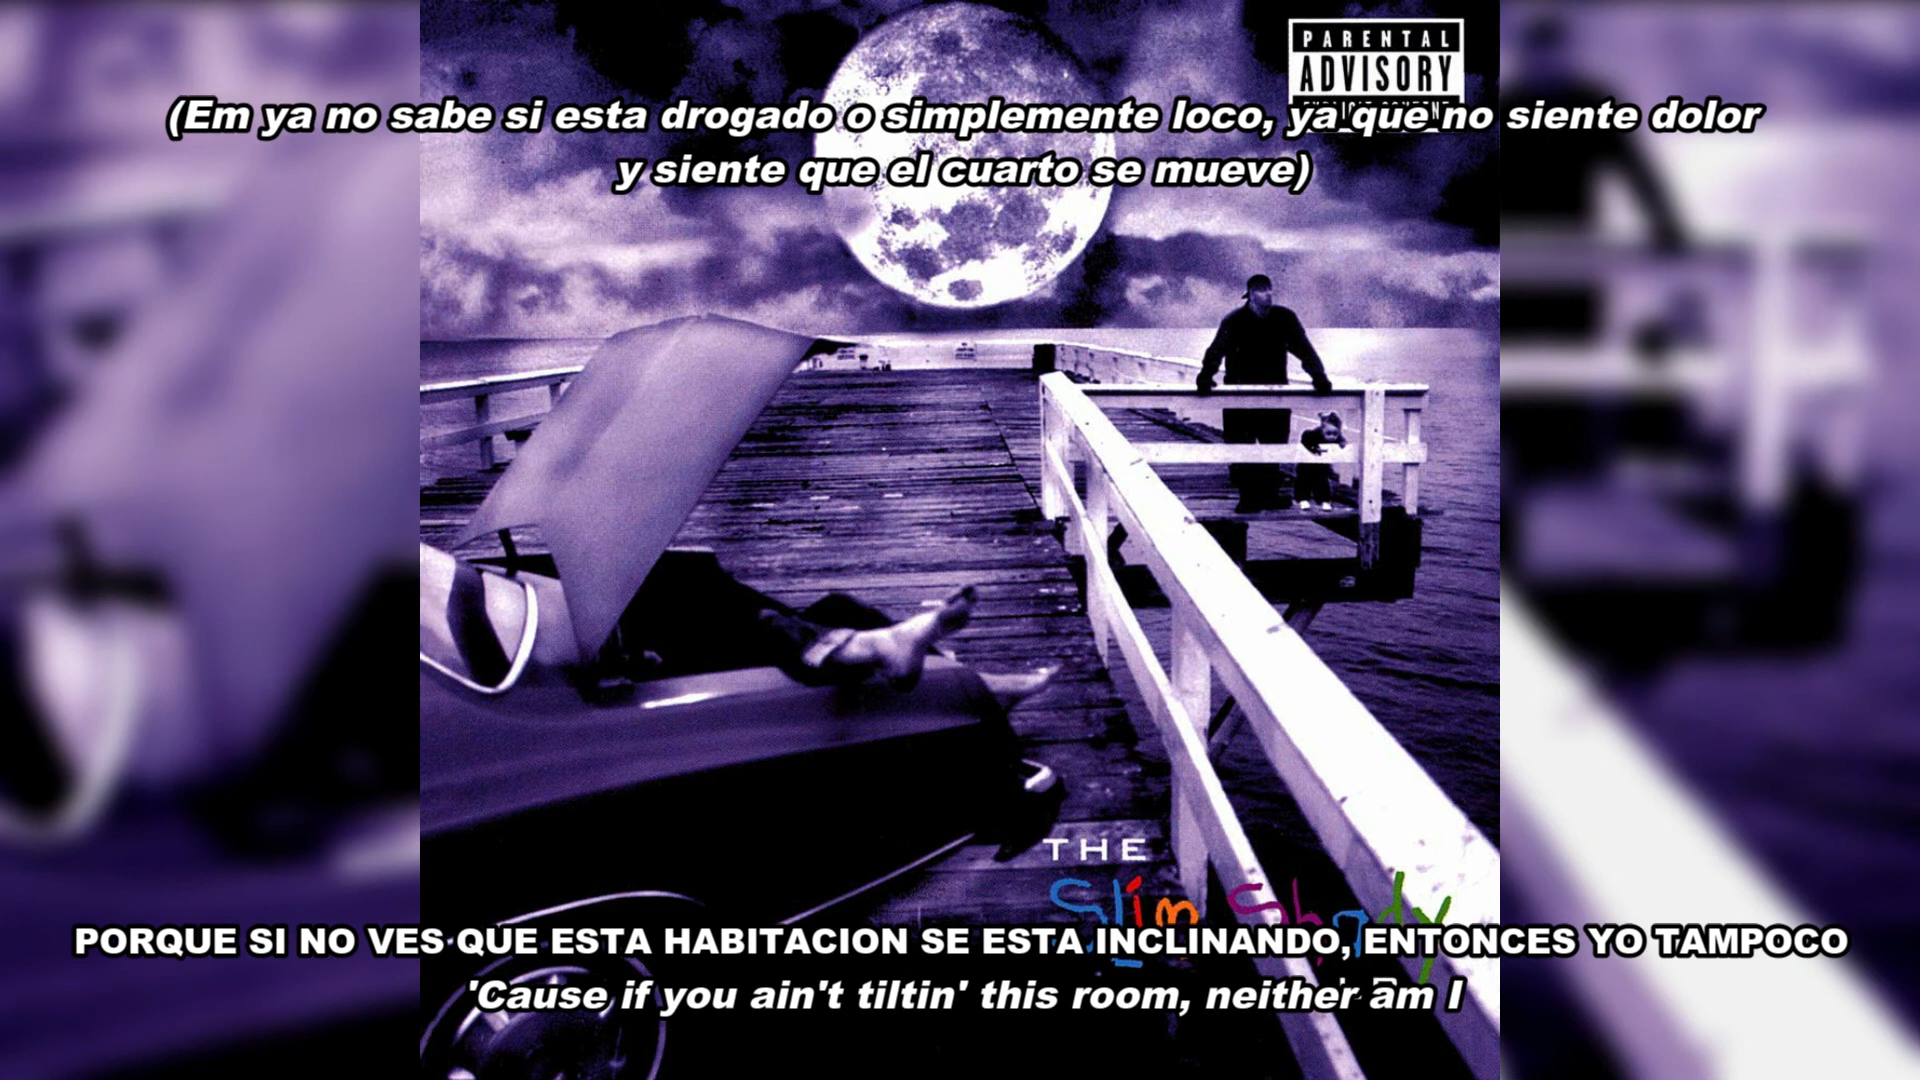 PARENTAL
ADVISORY
(Em ya no sabe si esta drogado o simplemente loco, ya que no siente dolor
y siente que el cuarto se mueve)
THE
Slim Shady
PORQUE SI NO VES QUE ESTA HABITACION SE ESTA INCLINANDO, ENTONCES YO TAMPOCO
'Cause if you ain't tiltin' this room, neither am I